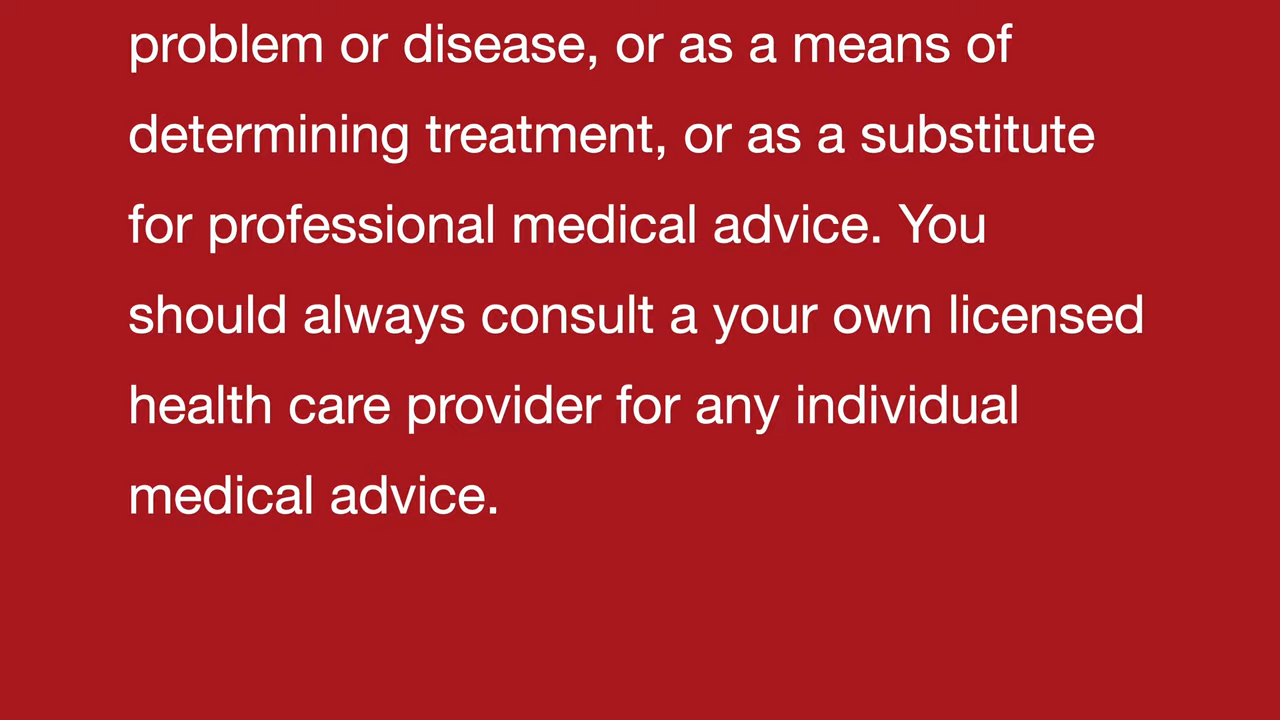 problem or disease, or as a means of
determining treatment, or as a substitute
for professional medical advice. You
should always consult a your own licensed
health care provider for any individual
medical advice.